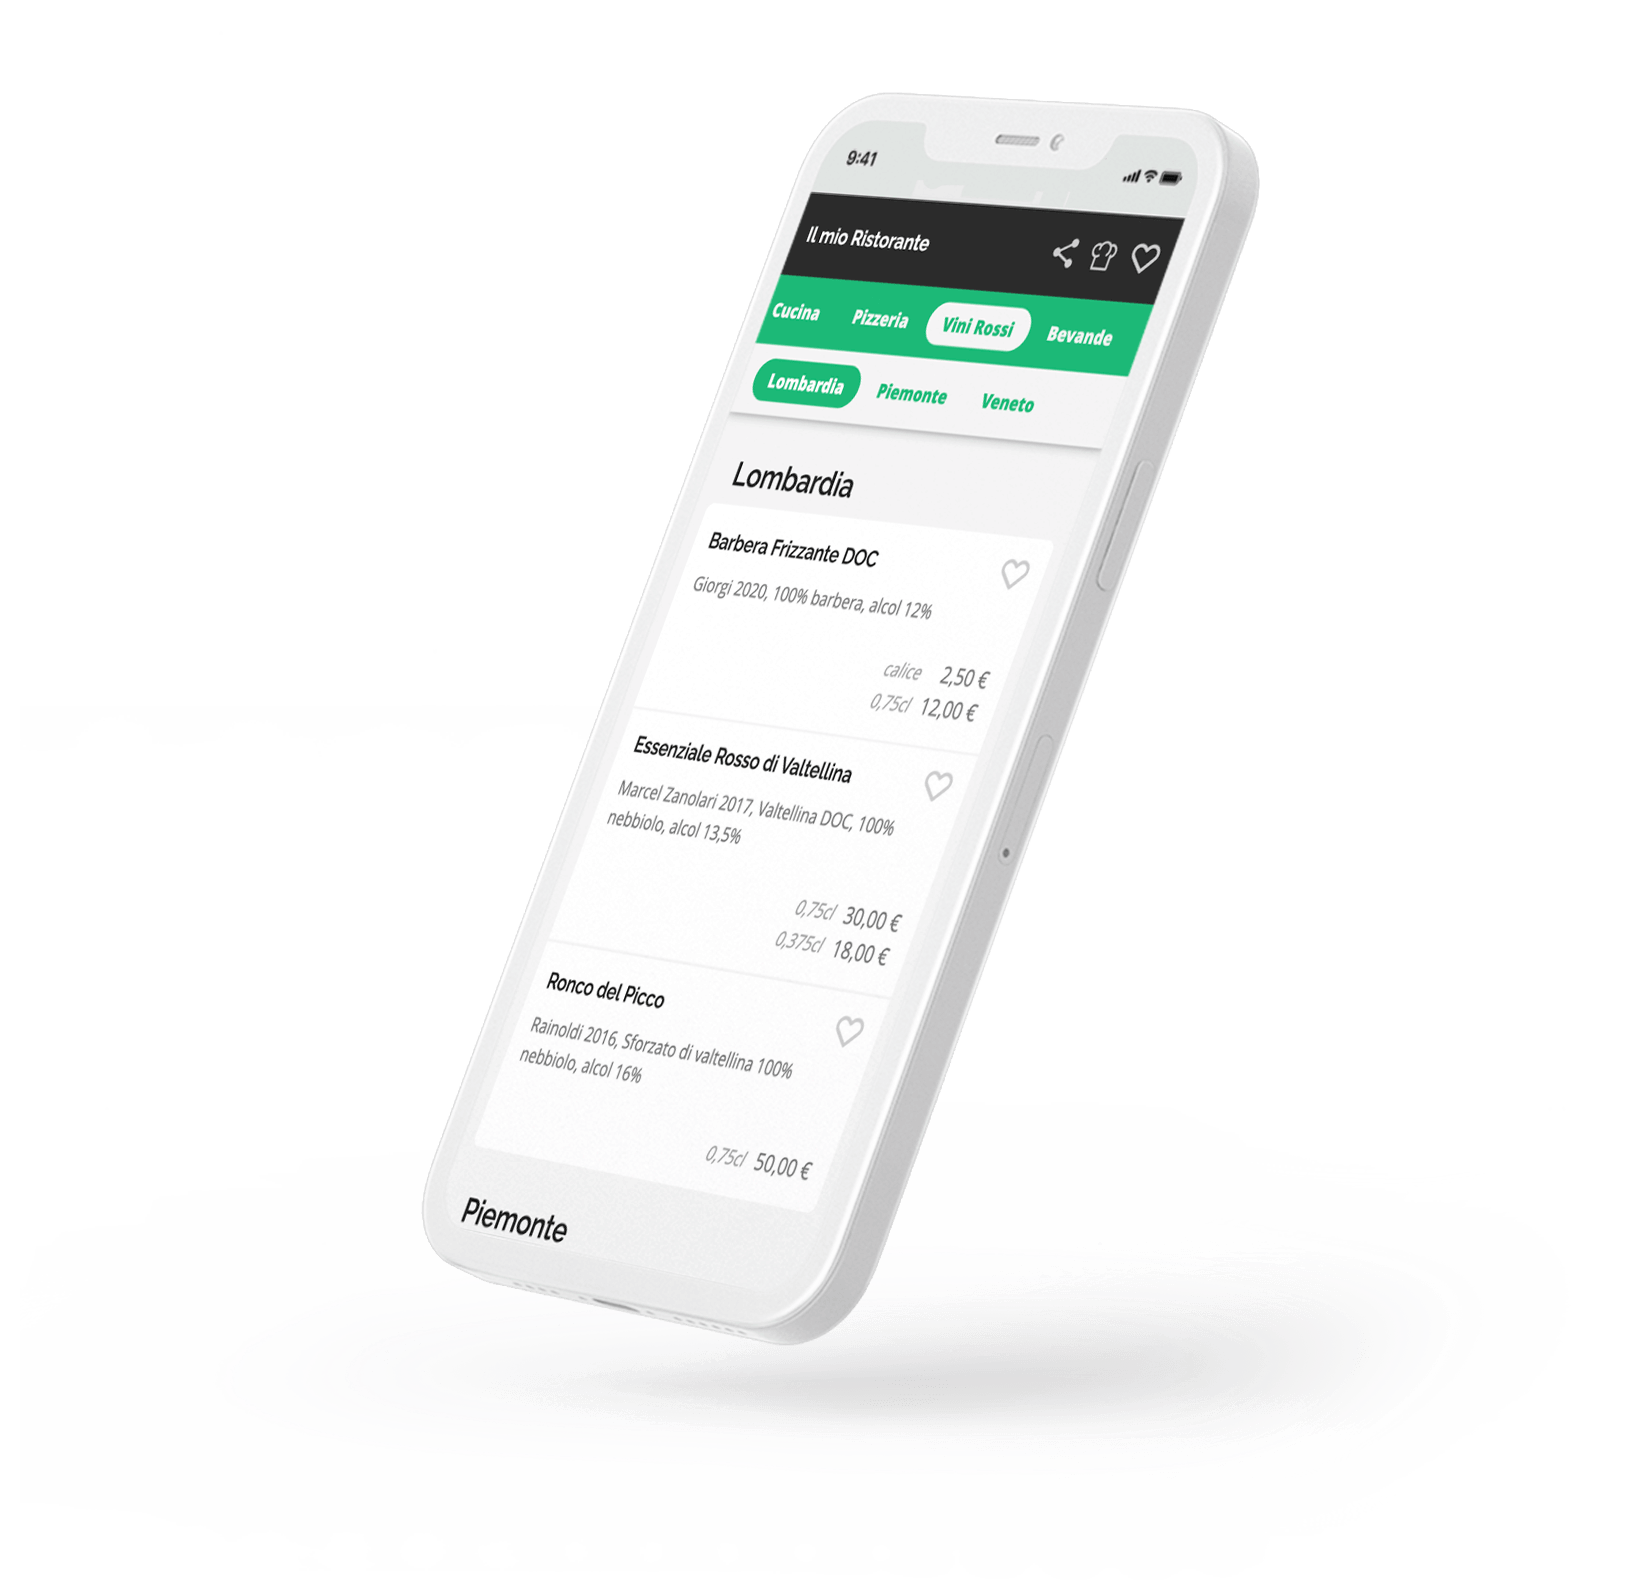 9:41
Il mio Ristorante
Cucina Pizzeria Vini Rossi Bevande
Lombardia Piemonte Veneto
Lombardia
Barbera Frizzante DOC
Giorgi 2020, 100% barbera, alcol 12%
calice 2,50 €
0,75cl 12,00 €
Essenziale Rosso di Valtellina
Marcel Zanolari 2017, Valtellina DOC, 100%
nebbiolo, alcol 13,5%
0,75cl 30,00 €
0,375cl 18,00 €
Ronco del Picco
Rainoldi 2016, Sforzato di valtellina 100%
nebbiolo, alcol 16%
0,75cl 50,00 €
Piemonte